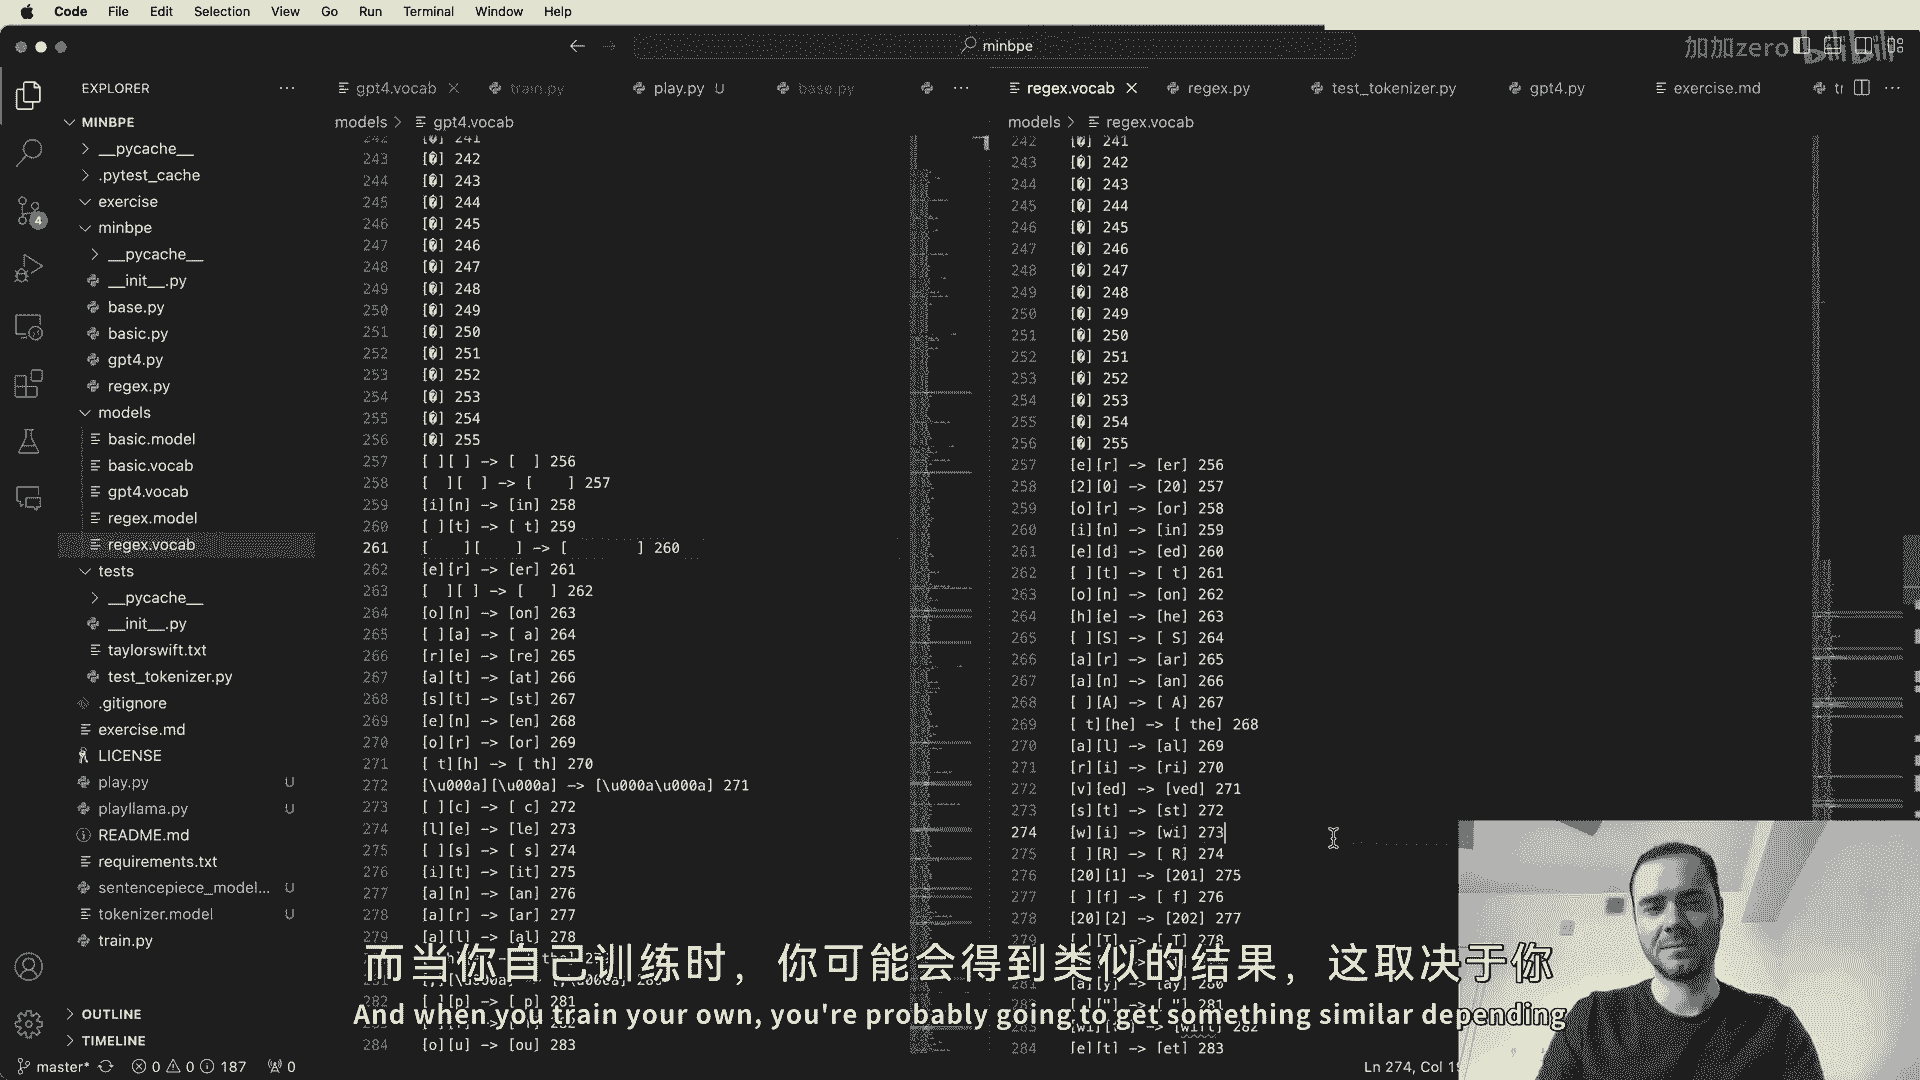 Code File Edit Selection View Go Run Terminal Window Help
minbpe
加加zero bilibili
EXPLORER
gpt4.vocab train.py play.py U base.py
regex.vocab regex.py test_tokenizer.py gpt4.py exercise.md
MINBPE
__pycache__
.pytest_cache
exercise
minbpe
__pycache__
__init__.py
base.py
basic.py
gpt4.py
regex.py
models
basic.model
basic.vocab
gpt4.vocab
regex.model
regex.vocab
tests
__pycache__
__init__.py
taylorswift.txt
test_tokenizer.py
.gitignore
exercise.md
LICENSE
play.py U
playllama.py U
README.md
requirements.txt
sentencepiece_model... U
tokenizer.model U
train.py
OUTLINE
TIMELINE
models > gpt4.vocab
242 [�] 241
243 [�] 242
244 [�] 243
245 [�] 244
246 [�] 245
247 [�] 246
248 [�] 247
249 [�] 248
250 [�] 249
251 [�] 250
252 [�] 251
253 [�] 252
254 [�] 253
255 [�] 254
256 [�] 255
257 [ ][ ] -> [  ] 256
258 [  ][  ] -> [    ] 257
259 [i][n] -> [in] 258
260 [ ][t] -> [ t] 259
261 [    ][    ] -> [        ] 260
262 [e][r] -> [er] 261
263 [  ][ ] -> [   ] 262
264 [o][n] -> [on] 263
265 [ ][a] -> [ a] 264
266 [r][e] -> [re] 265
267 [a][t] -> [at] 266
268 [s][t] -> [st] 267
269 [e][n] -> [en] 268
270 [o][r] -> [or] 269
271 [ t][h] -> [ th] 270
272 [\u000a][\u000a] -> [\u000a\u000a] 271
273 [ ][c] -> [ c] 272
274 [l][e] -> [le] 273
275 [ ][s] -> [ s] 274
276 [i][t] -> [it] 275
277 [a][n] -> [an] 276
278 [a][r] -> [ar] 277
279 [a][l] -> [al] 278
282 [ ][p] -> [ p] 281
284 [o][u] -> [ou] 283
models > regex.vocab
242 [�] 241
243 [�] 242
244 [�] 243
245 [�] 244
246 [�] 245
247 [�] 246
248 [�] 247
249 [�] 248
250 [�] 249
251 [�] 250
252 [�] 251
253 [�] 252
254 [�] 253
255 [�] 254
256 [�] 255
257 [e][r] -> [er] 256
258 [2][0] -> [20] 257
259 [o][r] -> [or] 258
260 [i][n] -> [in] 259
261 [e][d] -> [ed] 260
262 [ ][t] -> [ t] 261
263 [o][n] -> [on] 262
264 [h][e] -> [he] 263
265 [ ][S] -> [ S] 264
266 [a][r] -> [ar] 265
267 [a][n] -> [an] 266
268 [ ][A] -> [ A] 267
269 [ t][he] -> [ the] 268
270 [a][l] -> [al] 269
271 [r][i] -> [ri] 270
272 [v][ed] -> [ved] 271
273 [s][t] -> [st] 272
274 [w][i] -> [wi] 273
275 [ ][R] -> [ R] 274
276 [20][1] -> [201] 275
277 [ ][f] -> [ f] 276
278 [20][2] -> [202] 277
279 [ ][T] -> [ T] 278
284 [e][t] -> [et] 283
而当你自己训练时，你可能会得到类似的结果，这取决于你
And when you train your own, you're probably going to get something similar depending
master* 0 0 187 0
Ln 274, Col
4